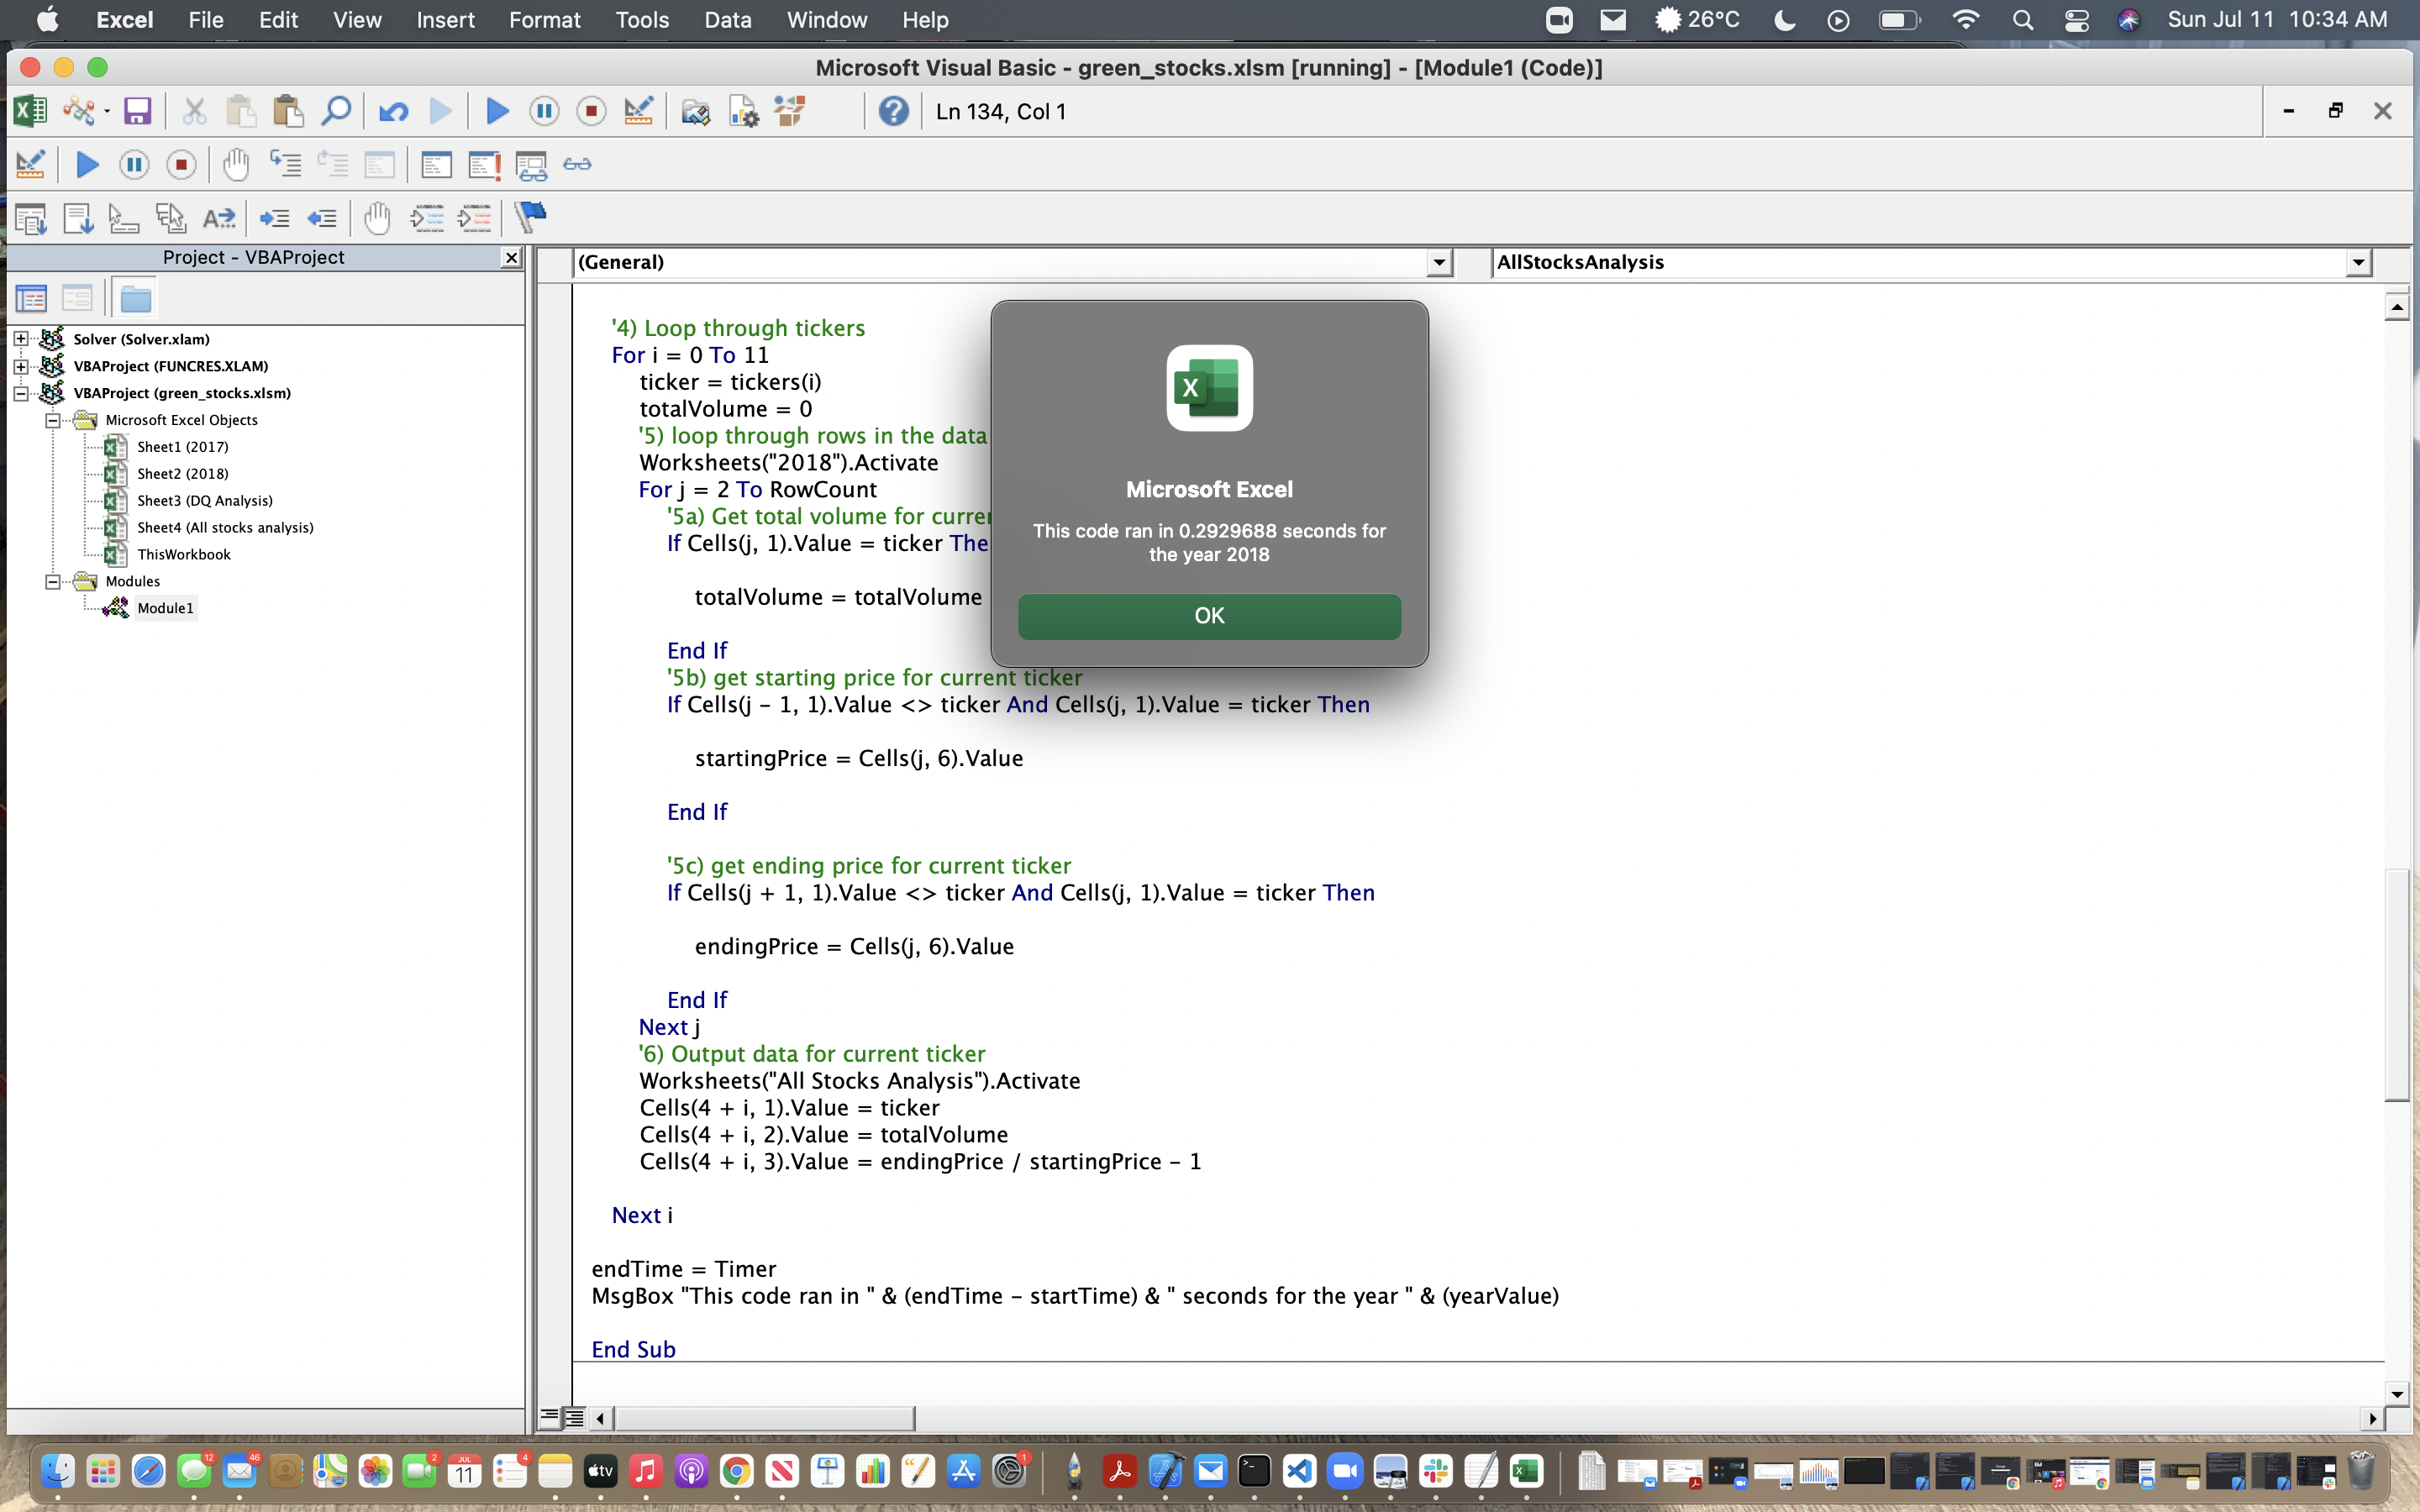 Excel File Edit View Insert Format Tools Data Window Help 26°C Sun Jul 11 10:34 AM
Microsoft Visual Basic - green_stocks.xlsm [running] - [Module1 (Code)]
Ln 134, Col 1
Project - VBAProject
(General) AllStocksAnalysis
Solver (Solver.xlam)
VBAProject (FUNCRES.XLAM)
VBAProject (green_stocks.xlsm)
Microsoft Excel Objects
Sheet1 (2017)
Sheet2 (2018)
Sheet3 (DQ Analysis)
Sheet4 (All stocks analysis)
ThisWorkbook
Modules
Module1
'4) Loop through tickers
For i = 0 To 11
ticker = tickers(i)
totalVolume = 0
'5) loop through rows in the data
Worksheets("2018").Activate
For j = 2 To RowCount
'5a) Get total volume for curre
If Cells(j, 1).Value = ticker The
totalVolume = totalVolume
End If
'5b) get starting price for current ticker
If Cells(j - 1, 1).Value <> ticker And Cells(j, 1).Value = ticker Then
startingPrice = Cells(j, 6).Value
End If
'5c) get ending price for current ticker
If Cells(j + 1, 1).Value <> ticker And Cells(j, 1).Value = ticker Then
endingPrice = Cells(j, 6).Value
End If
Next j
'6) Output data for current ticker
Worksheets("All Stocks Analysis").Activate
Cells(4 + i, 1).Value = ticker
Cells(4 + i, 2).Value = totalVolume
Cells(4 + i, 3).Value = endingPrice / startingPrice - 1
Next i
endTime = Timer
MsgBox "This code ran in " & (endTime - startTime) & " seconds for the year " & (yearValue)
End Sub
Microsoft Excel
This code ran in 0.2929688 seconds for
the year 2018
OK
12 46 2 JUL 11 4 tv 1